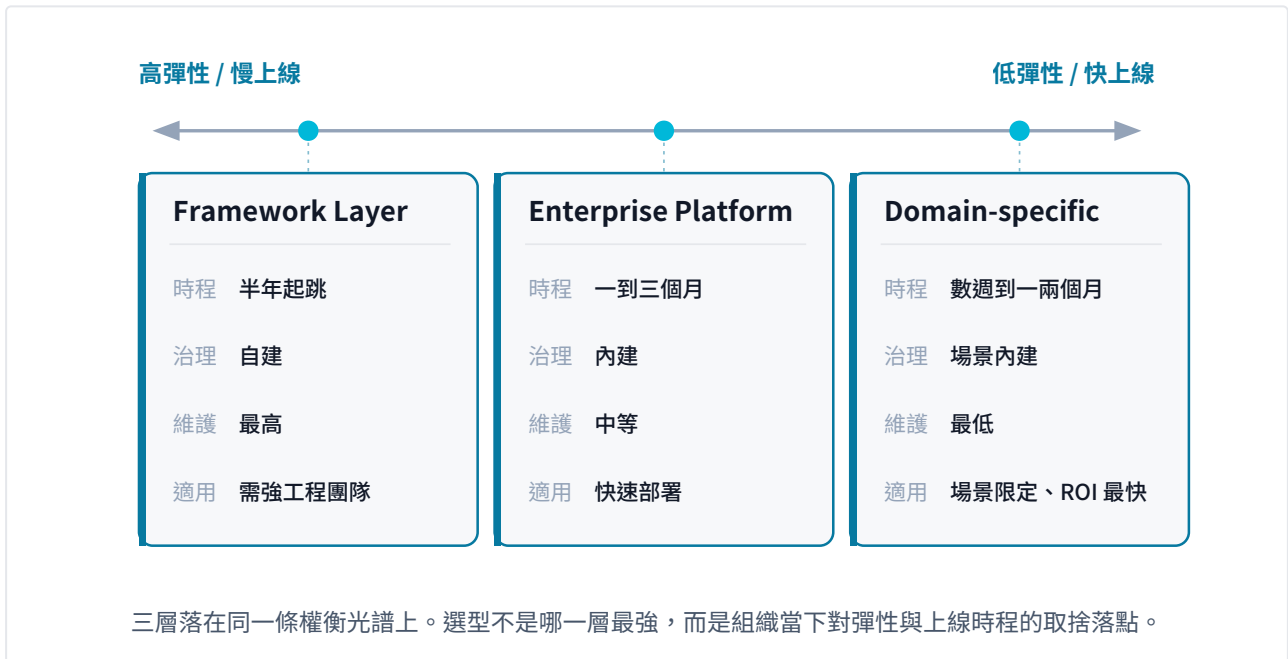 高彈性 / 慢上線
低彈性 / 快上線
Framework Layer
時程 半年起跳
治理 自建
維護 最高
適用 需強工程團隊
Enterprise Platform
時程 一到三個月
治理 內建
維護 中等
適用 快速部署
Domain-specific
時程 數週到一兩個月
治理 場景內建
維護 最低
適用 場景限定、ROI 最快
三層落在同一條權衡光譜上。選型不是哪一層最強，而是組織當下對彈性與上線時程的取捨落點。